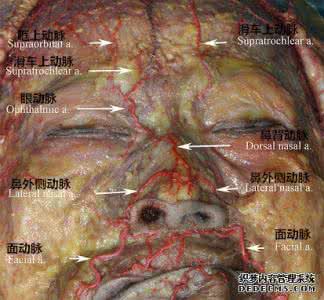 眶上动脉
Supraorbital a.
滑车上动脉
Supratrochlear a.
滑车上动脉
Supratrochlear a.
眼动脉
Ophthalmic a.
鼻背动脉
Dorsal nasal a.
鼻外侧动脉
Lateral nasal a.
鼻外侧动脉
Lateral nasal a.
面动脉
Facial a.
面动脉
Facial a.